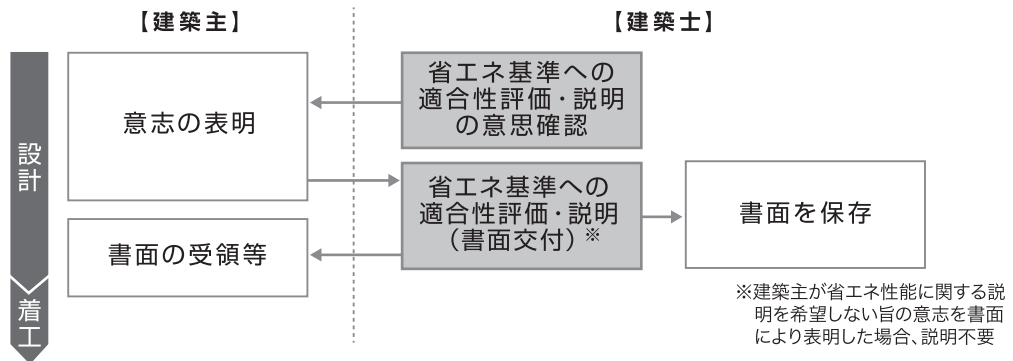 【建築主】
【建築士】
設計
着工
意志の表明
省エネ基準への
適合性評価・説明
の意思確認
省エネ基準への
適合性評価・説明
（書面交付）※
書面を保存
書面の受領等
※建築主が省エネ性能に関する説
明を希望しない旨の意志を書面
により表明した場合、説明不要